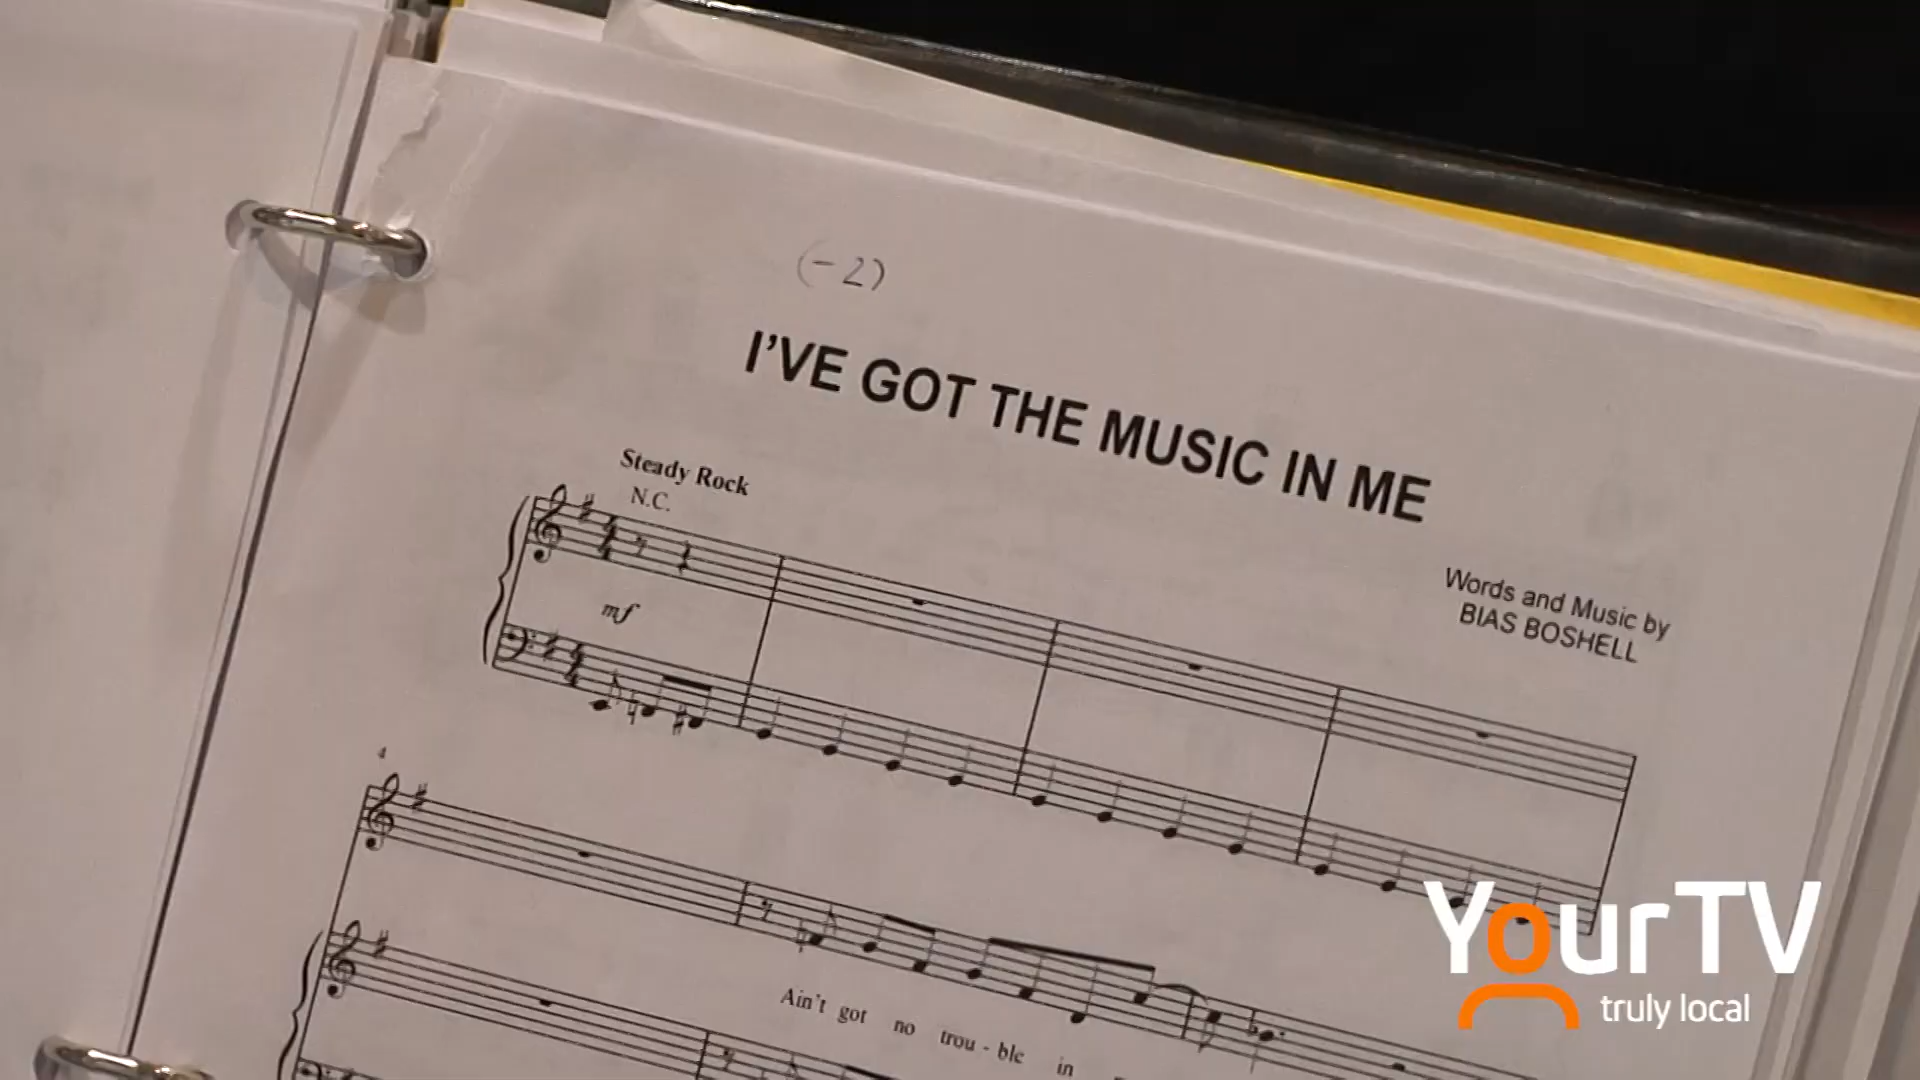 (-2)
I'VE GOT THE MUSIC IN ME
Steady Rock
N.C.
Words and Music by
BIAS BOSHELL
mf
4
Ain't got no trou - ble in
YourTV
truly local